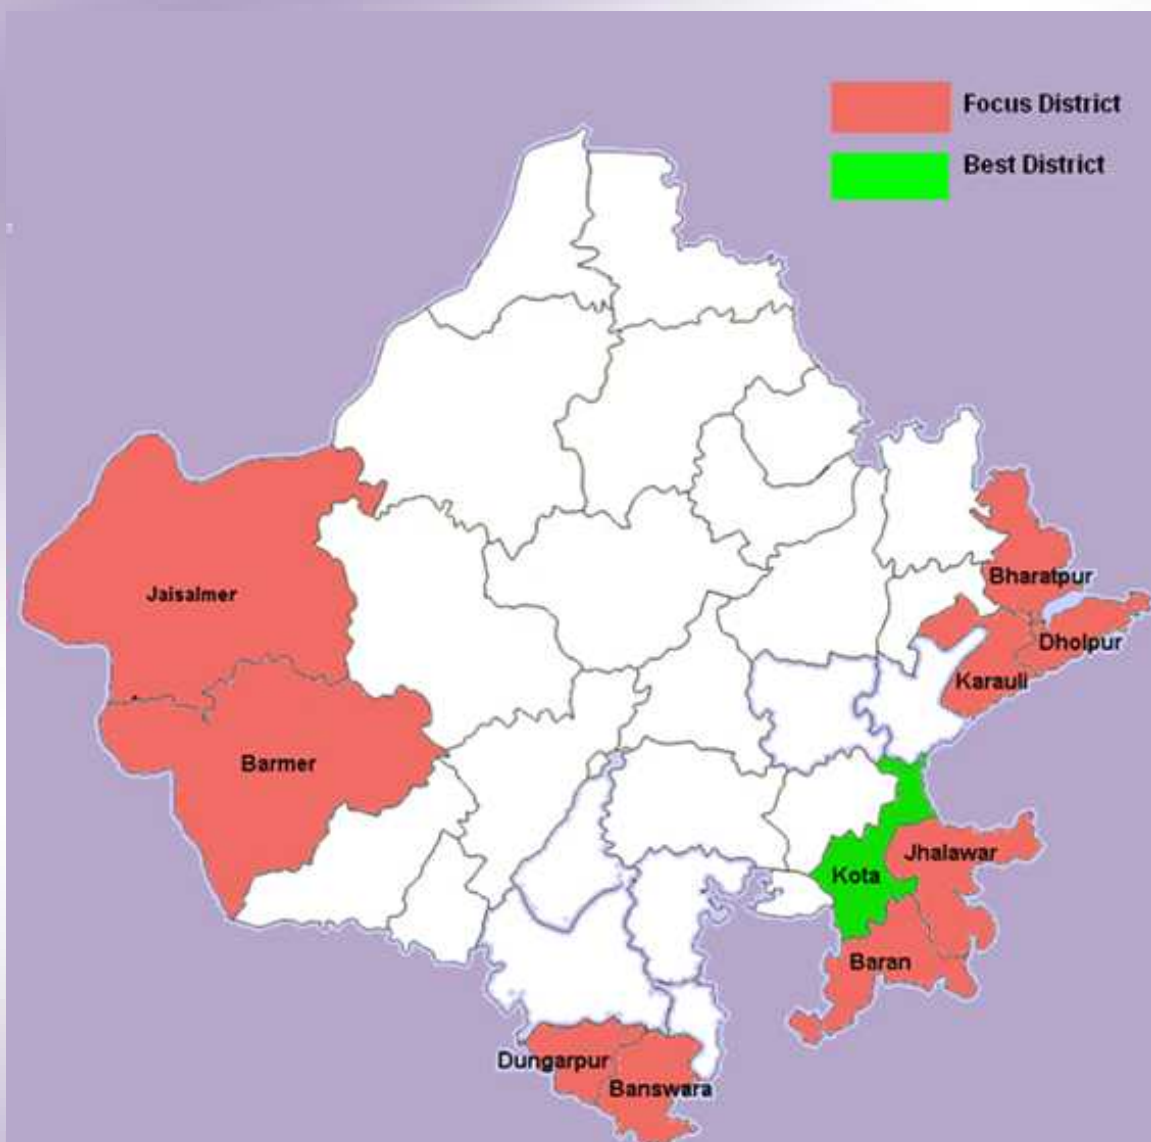 Focus District
Best District
Jaisalmer
Bharatpur
Dholpur
Karauli
Barmer
Jhalawar
Kota
Baran
Dungarpur
Banswara